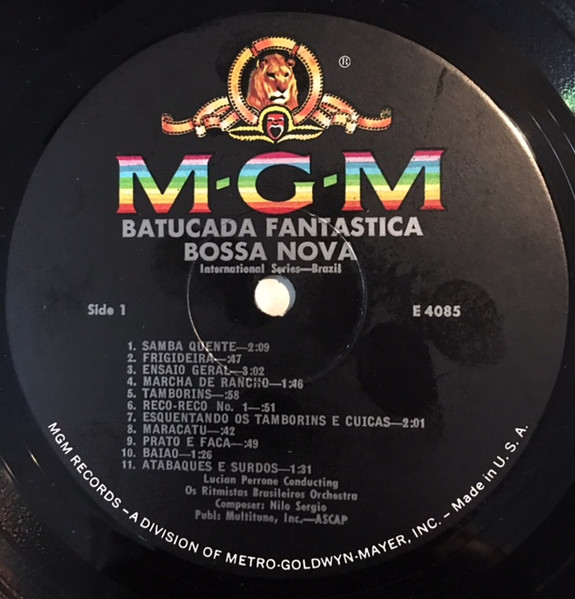 ®
M·G·M
BATUCADA FANTASTICA
BOSSA NOVA
International Series—Brazil
Side 1
E 4085
1. SAMBA QUENTE—2:09
2. FRIGIDEIRA—:47
3. ENSAIO GERAL—3:02
4. MARCHA DE RANCHO—1:46
5. TAMBORINS—:58
6. RECO-RECO No. 1—:51
7. ESQUENTANDO OS TAMBORINS E CUICAS—2:01
8. MARACATU—:42
9. PRATO E FACA—:49
10. BAIAO—1:26
11. ATABAQUES E SURDOS—1:31
Lucian Perrone Conducting
Os Ritmistas Brasileiros Orchestra
Composer: Nilo Sergio
Publ: Multitune, Inc.—ASCAP
MGM RECORDS – A DIVISION OF METRO-GOLDWYN-MAYER, INC. – Made in U. S. A.